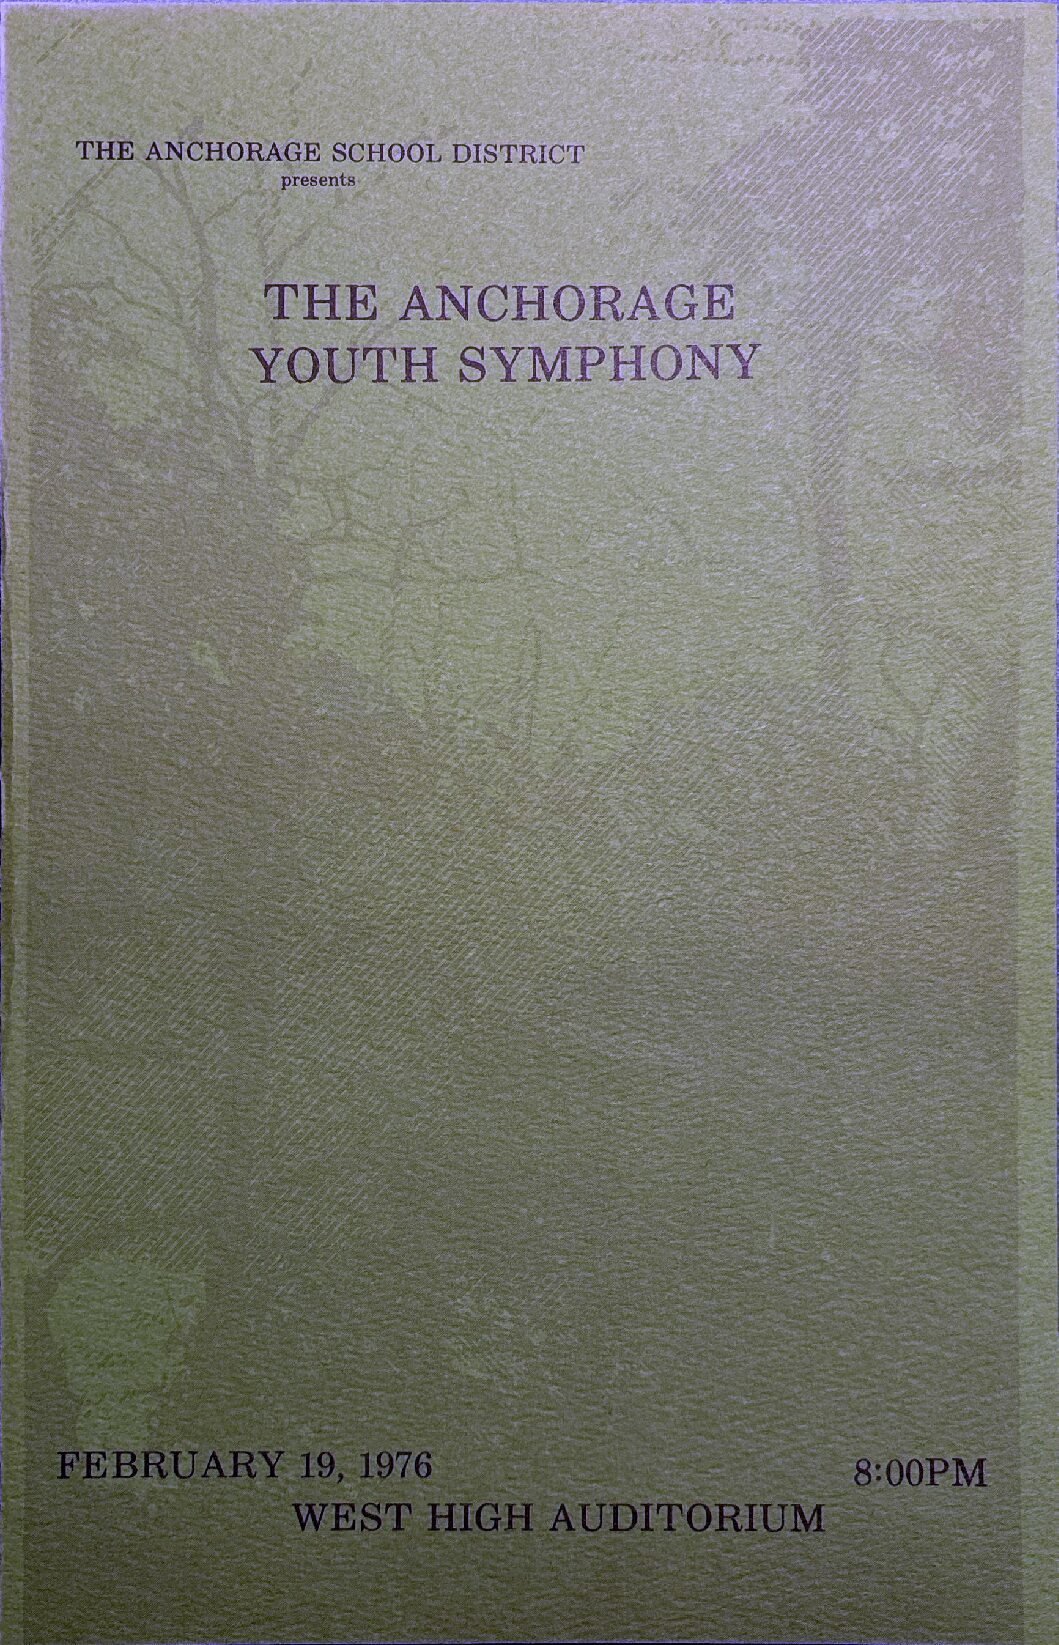 THE ANCHORAGE SCHOOL DISTRICT
presents
THE ANCHORAGE
YOUTH SYMPHONY
FEBRUARY 19, 1976 8:00PM
WEST HIGH AUDITORIUM